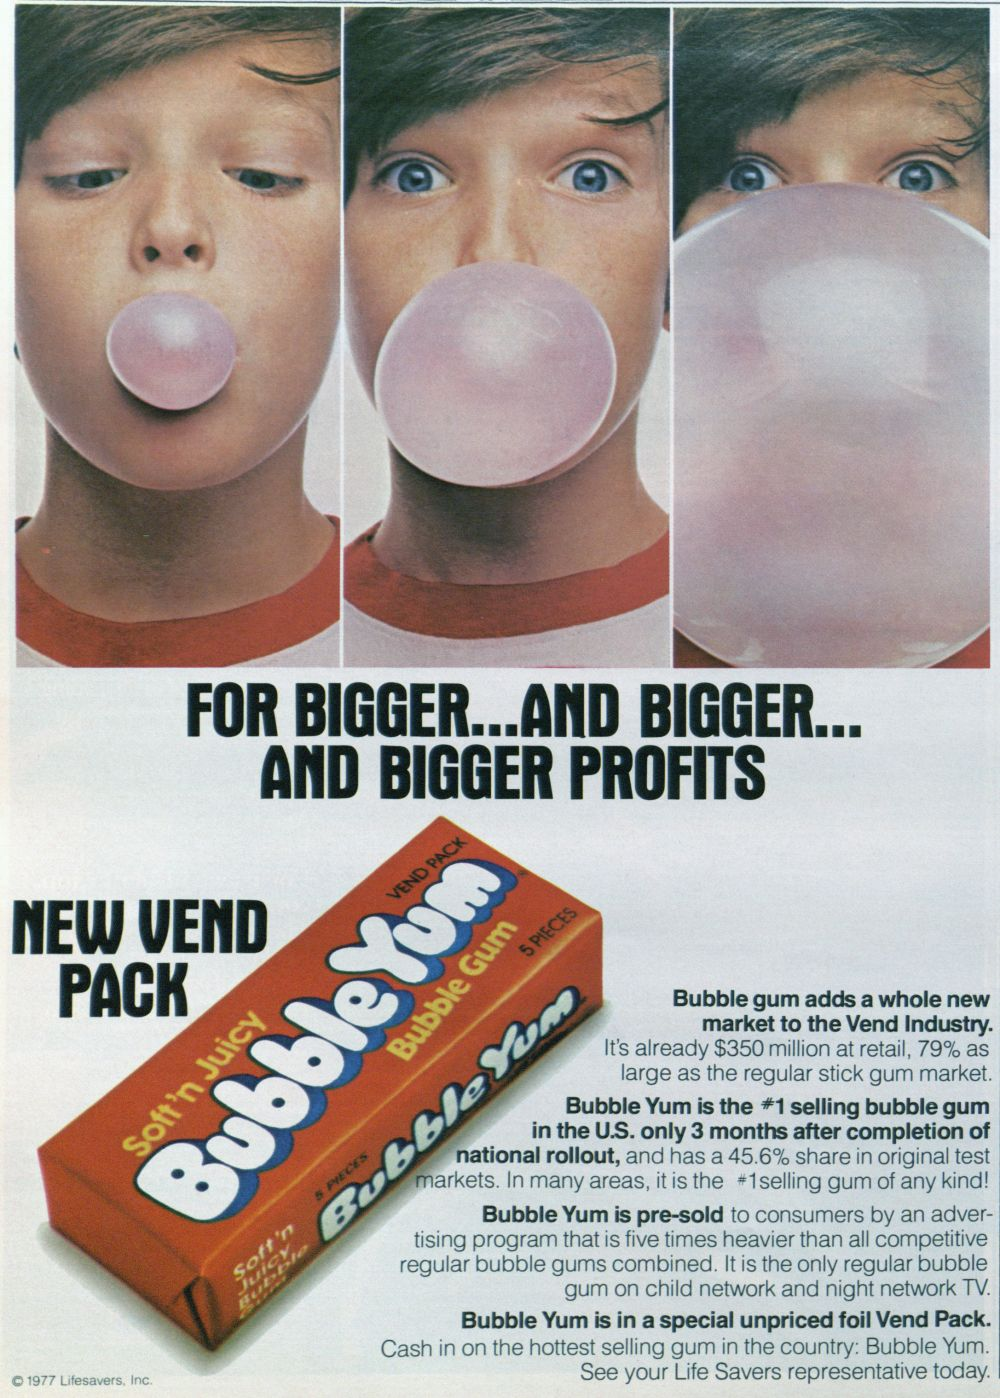 FOR BIGGER...AND BIGGER...
AND BIGGER PROFITS
NEW VEND
PACK
VEND PACK
Soft'n Juicy
Bubble Yum
Bubble Gum
5 PIECES
5 PIECES
Bubble Yum
Soft'n
Juicy
Bubble
Gum
Bubble gum adds a whole new
market to the Vend Industry.
It's already $350 million at retail, 79% as
large as the regular stick gum market.
Bubble Yum is the #1 selling bubble gum
in the U.S. only 3 months after completion of
national rollout, and has a 45.6% share in original test
markets. In many areas, it is the #1selling gum of any kind!
Bubble Yum is pre-sold to consumers by an adver-
tising program that is five times heavier than all competitive
regular bubble gums combined. It is the only regular bubble
gum on child network and night network TV.
Bubble Yum is in a special unpriced foil Vend Pack.
Cash in on the hottest selling gum in the country: Bubble Yum.
See your Life Savers representative today.
© 1977 Lifesavers, Inc.